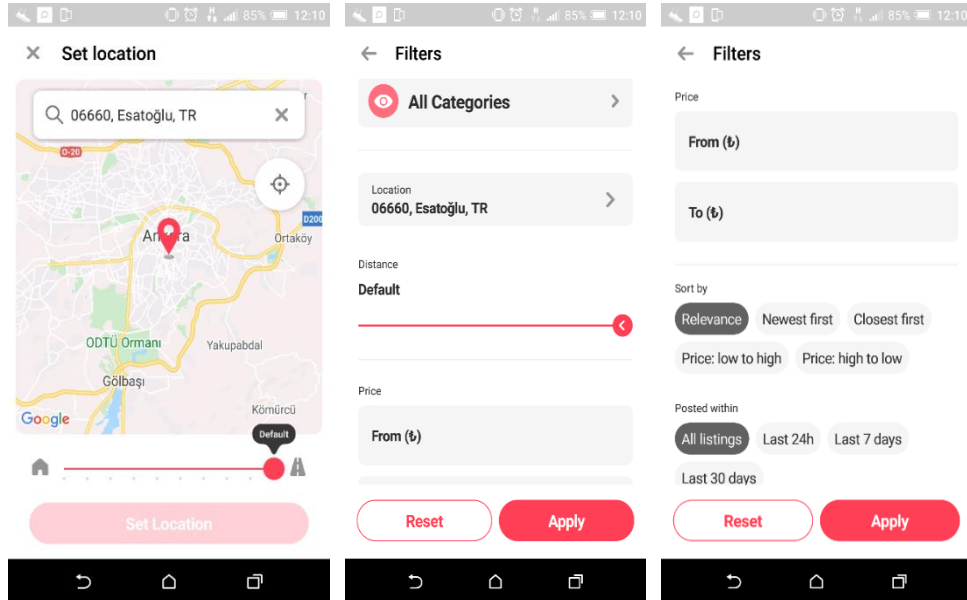 85% 12:10
Set location
06660, Esatoğlu, TR
O-20
D200
Ankara
Ortaköy
ODTÜ Ormanı
Yakupabdal
Gölbaşı
Kömürcü
Google
Default
Set Location
85% 12:10
Filters
All Categories
Location
06660, Esatoğlu, TR
Distance
Default
Price
From (₺)
Reset
Apply
85% 12:10
Filters
Price
From (₺)
To (₺)
Sort by
Relevance Newest first Closest first
Price: low to high Price: high to low
Posted within
All listings Last 24h Last 7 days
Last 30 days
Reset
Apply